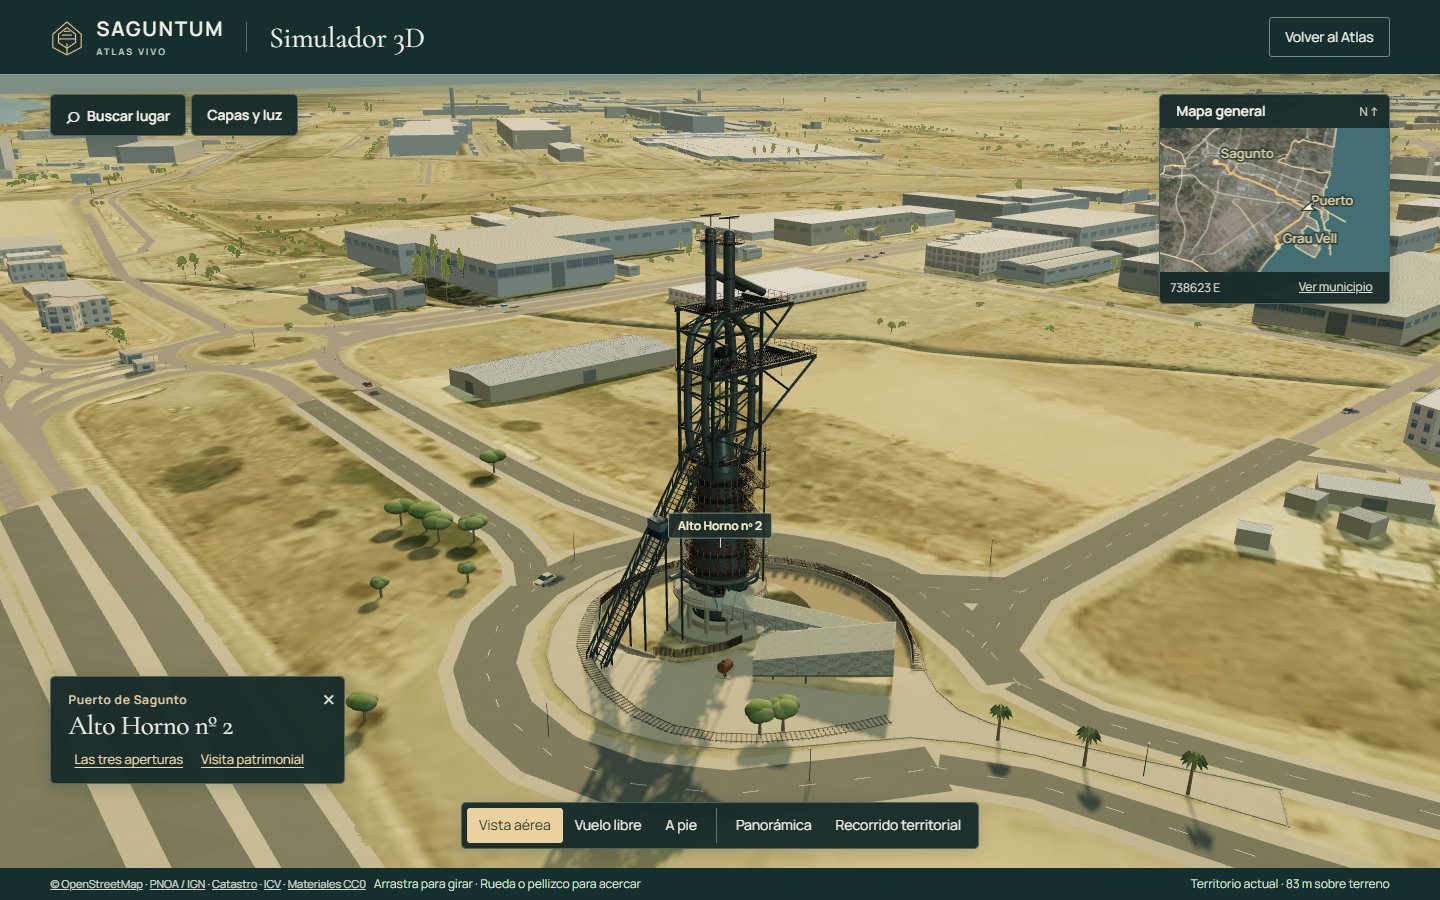 SAGUNTUM
ATLAS VIVO
Simulador 3D
Volver al Atlas
Buscar lugar
Capas y luz
Mapa general
N ↑
Sagunto
Puerto
Grau Vell
738623 E
Ver municipio
Alto Horno nº 2
Puerto de Sagunto
Alto Horno nº 2
Las tres aperturas
Visita patrimonial
Vista aérea
Vuelo libre
A pie
Panorámica
Recorrido territorial
© OpenStreetMap · PNOA / IGN · Catastro · ICV · Materiales CC0 Arrastra para girar · Rueda o pellizco para acercar
Territorio actual · 83 m sobre terreno